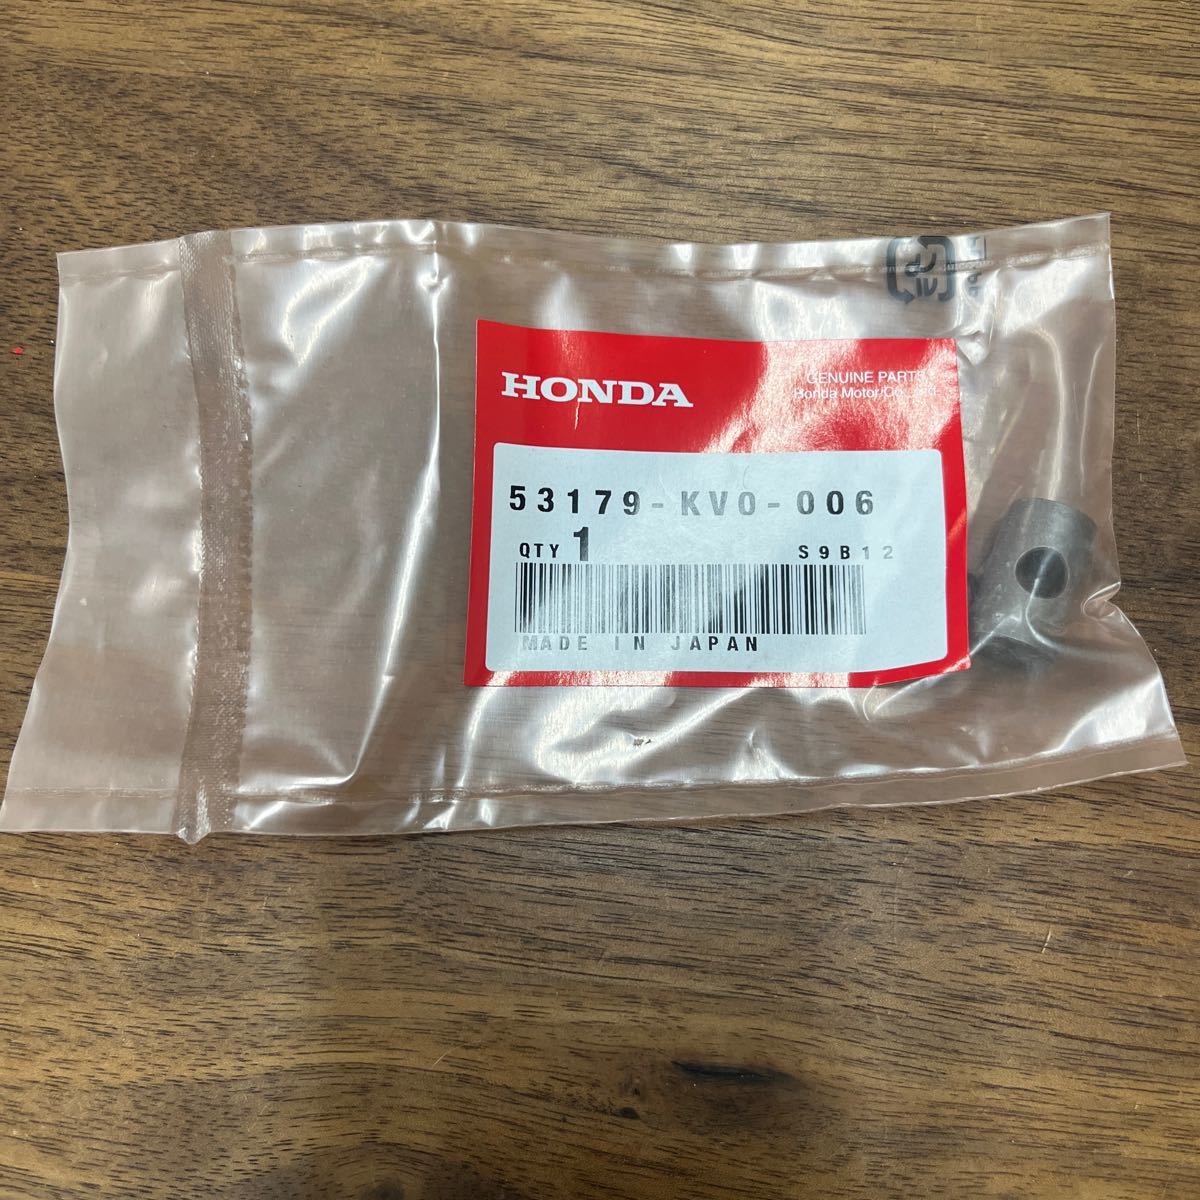 HONDA
GENUINE PARTS
Honda Motor Co., Ltd.
53179-KV0-006
QTY 1 S9B12
MADE IN JAPAN